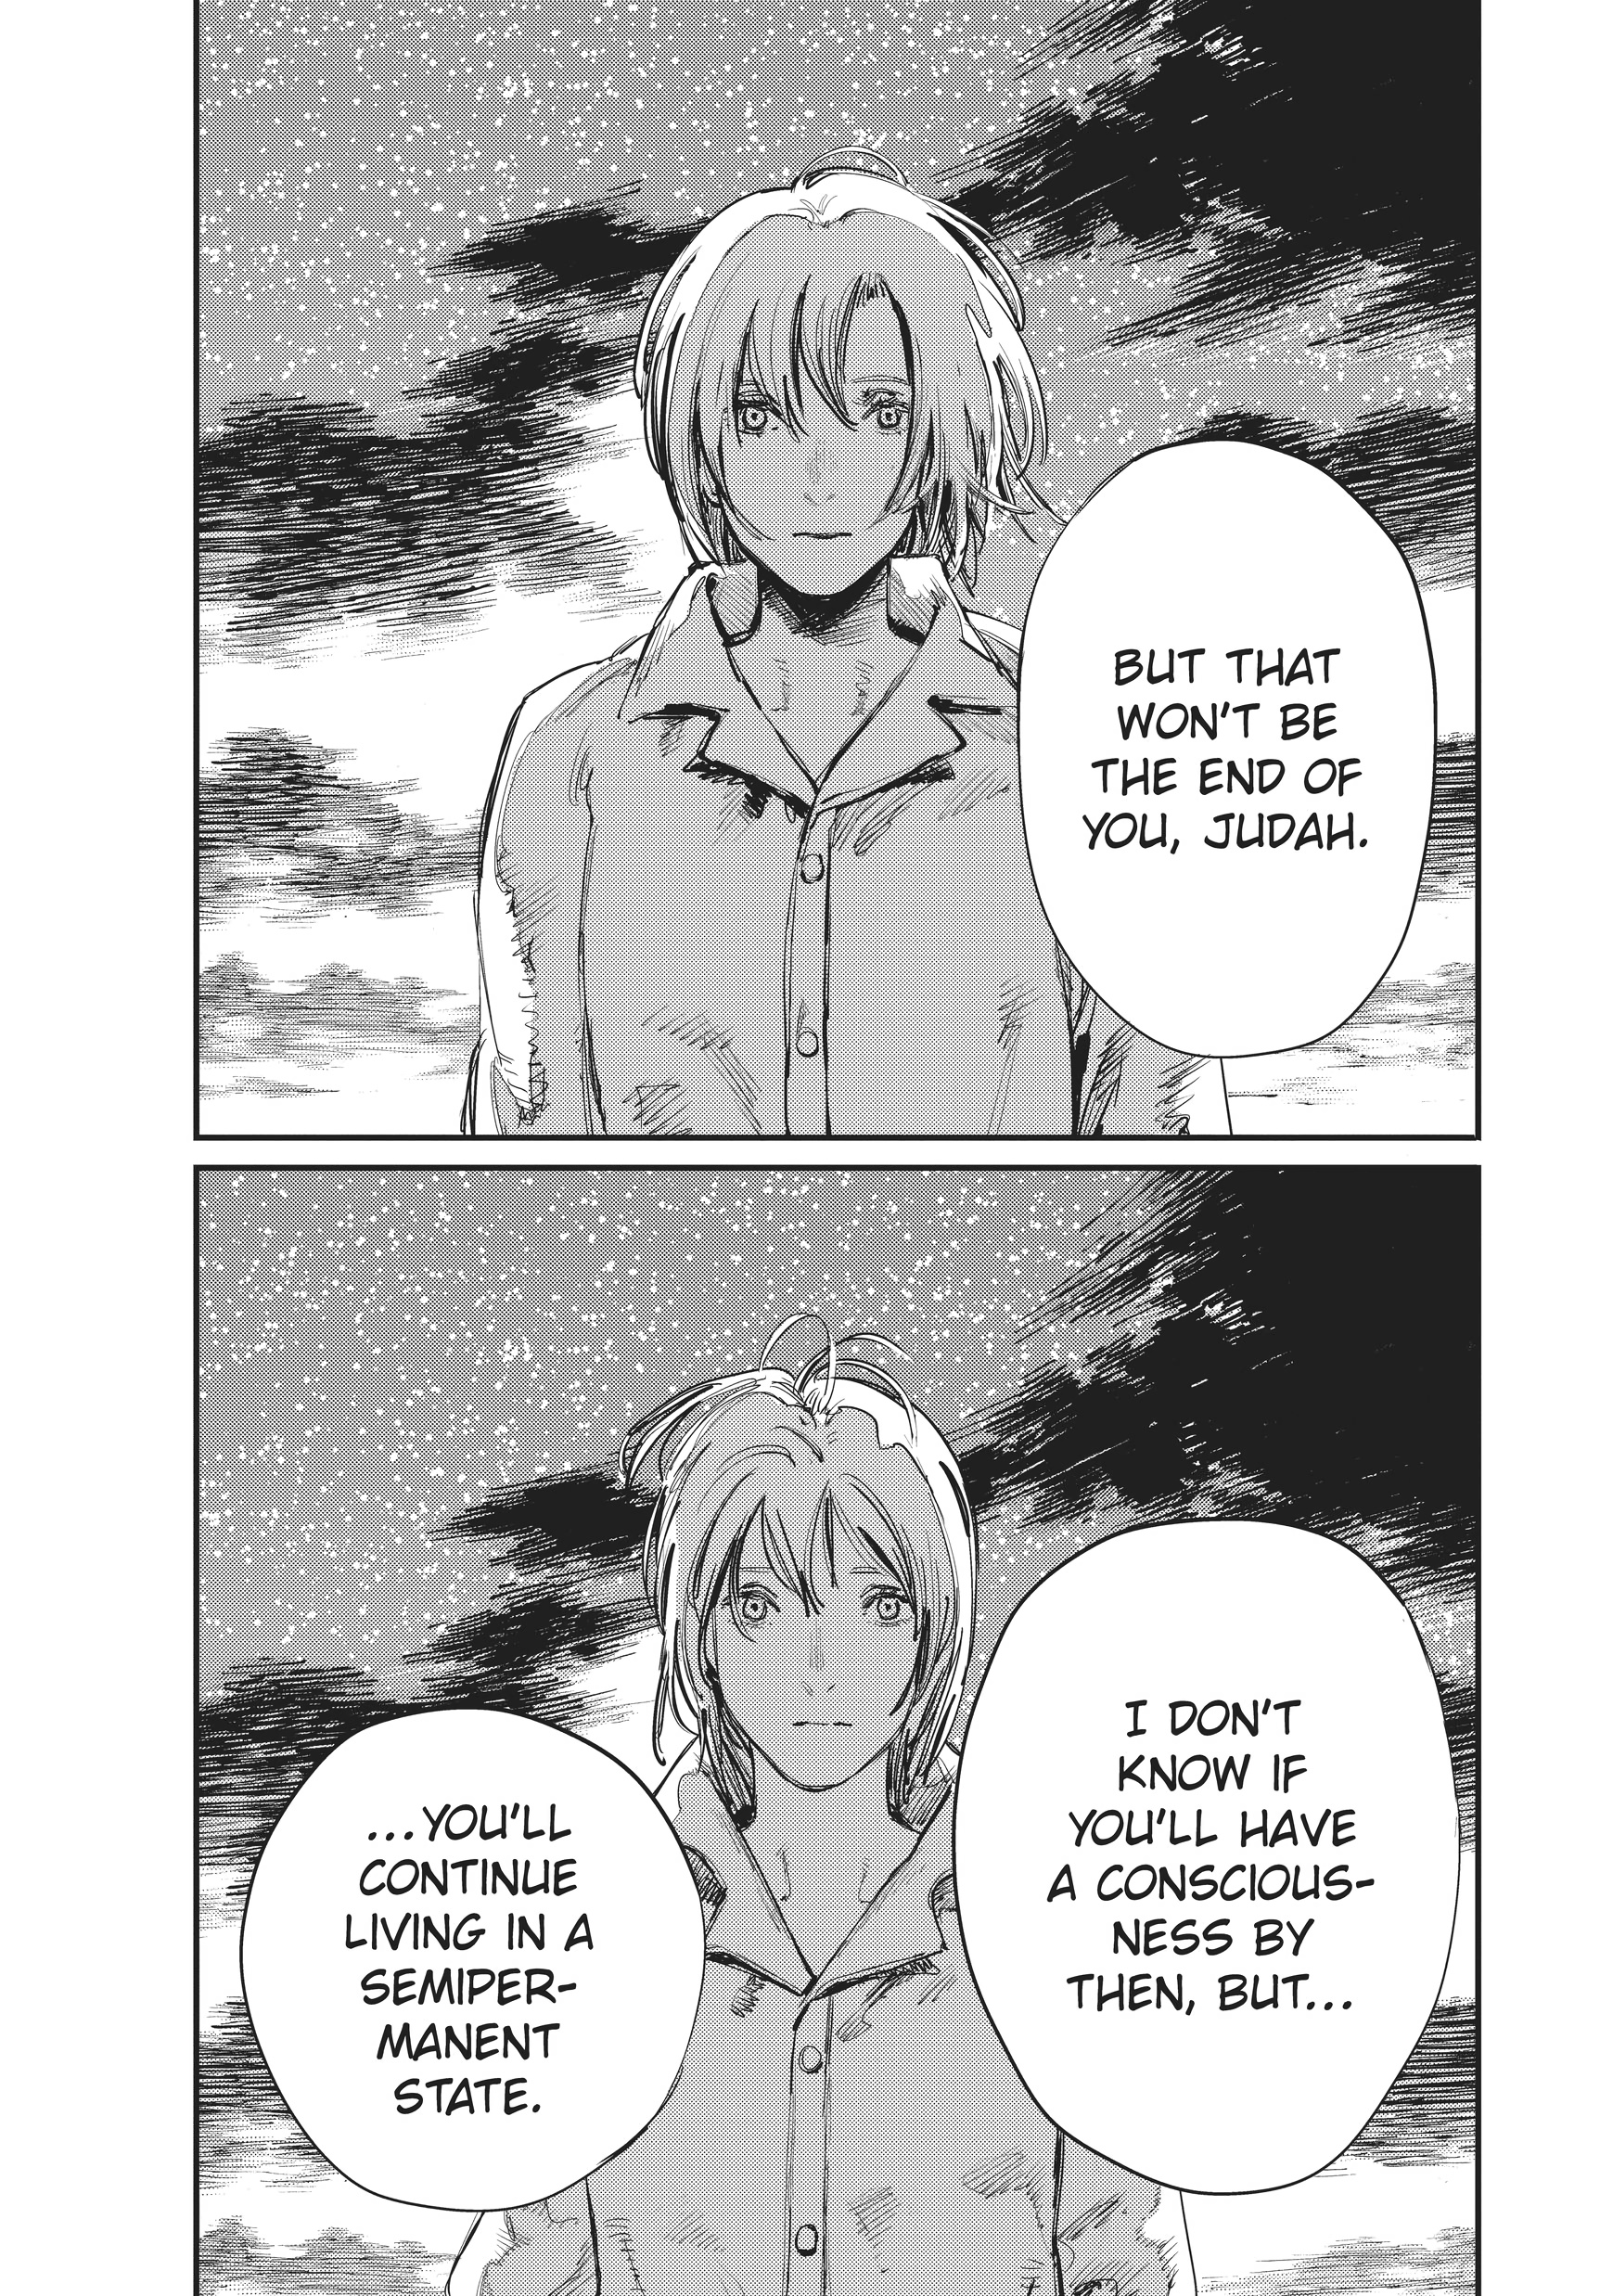 BUT THAT
WON'T BE
THE END OF
YOU, JUDAH.
I DON'T
KNOW IF
YOU'LL HAVE
A CONSCIOUS-
NESS BY
THEN, BUT...
...YOU'LL
CONTINUE
LIVING IN A
SEMIPER-
MANENT
STATE.